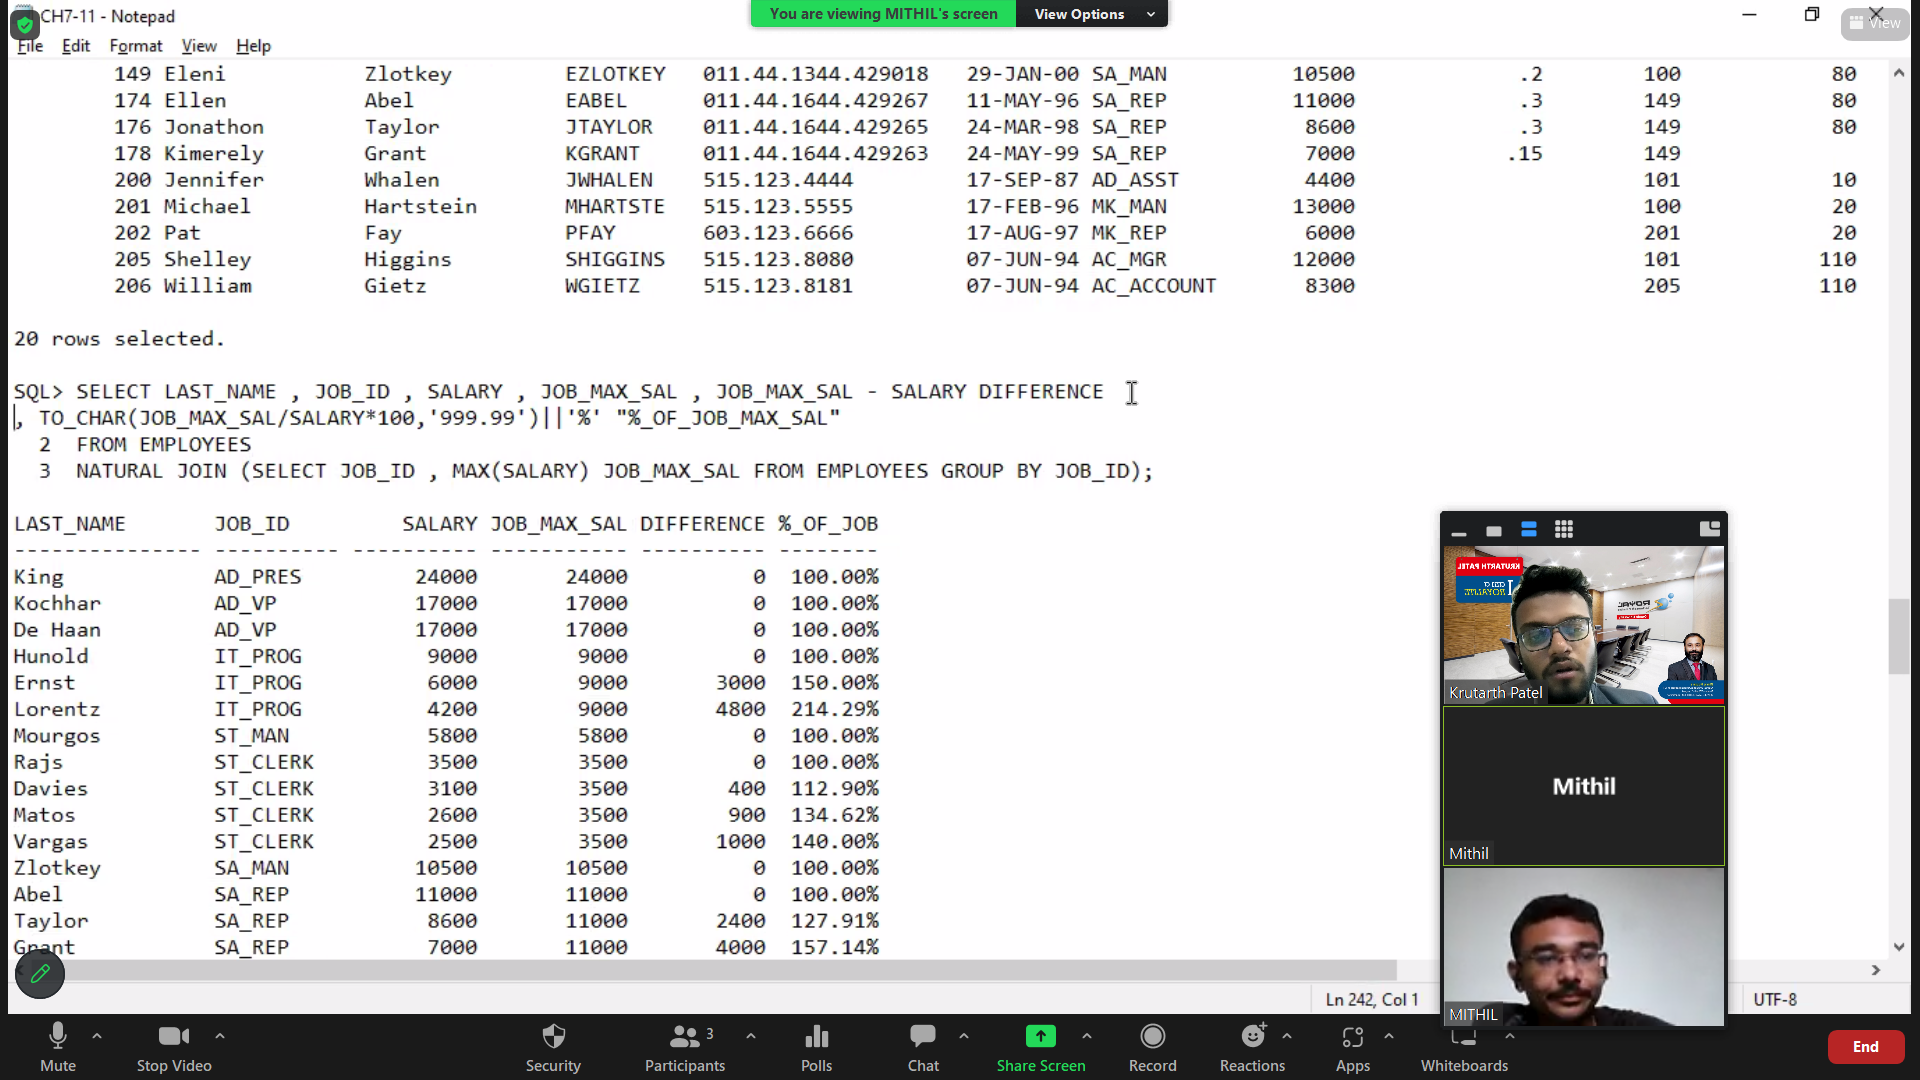 CH7-11 - Notepad
You are viewing MITHIL's screen
View Options
View
File Edit Format View Help
149 Eleni Zlotkey EZLOTKEY 011.44.1344.429018 29-JAN-00 SA_MAN 10500 .2 100 80
174 Ellen Abel EABEL 011.44.1644.429267 11-MAY-96 SA_REP 11000 .3 149 80
176 Jonathon Taylor JTAYLOR 011.44.1644.429265 24-MAR-98 SA_REP 8600 .3 149 80
178 Kimerely Grant KGRANT 011.44.1644.429263 24-MAY-99 SA_REP 7000 .15 149
200 Jennifer Whalen JWHALEN 515.123.4444 17-SEP-87 AD_ASST 4400 101 10
201 Michael Hartstein MHARTSTE 515.123.5555 17-FEB-96 MK_MAN 13000 100 20
202 Pat Fay PFAY 603.123.6666 17-AUG-97 MK_REP 6000 201 20
205 Shelley Higgins SHIGGINS 515.123.8080 07-JUN-94 AC_MGR 12000 101 110
206 William Gietz WGIETZ 515.123.8181 07-JUN-94 AC_ACCOUNT 8300 205 110
20 rows selected.
SQL> SELECT LAST_NAME , JOB_ID , SALARY , JOB_MAX_SAL , JOB_MAX_SAL - SALARY DIFFERENCE
, TO_CHAR(JOB_MAX_SAL/SALARY*100,'999.99')||'%' "%_OF_JOB_MAX_SAL"
2 FROM EMPLOYEES
3 NATURAL JOIN (SELECT JOB_ID , MAX(SALARY) JOB_MAX_SAL FROM EMPLOYEES GROUP BY JOB_ID);
LAST_NAME JOB_ID SALARY JOB_MAX_SAL DIFFERENCE %_OF_JOB
--------------- ---------- ---------- ----------- ---------- --------
King AD_PRES 24000 24000 0 100.00%
Kochhar AD_VP 17000 17000 0 100.00%
De Haan AD_VP 17000 17000 0 100.00%
Hunold IT_PROG 9000 9000 0 100.00%
Ernst IT_PROG 6000 9000 3000 150.00%
Lorentz IT_PROG 4200 9000 4800 214.29%
Mourgos ST_MAN 5800 5800 0 100.00%
Rajs ST_CLERK 3500 3500 0 100.00%
Davies ST_CLERK 3100 3500 400 112.90%
Matos ST_CLERK 2600 3500 900 134.62%
Vargas ST_CLERK 2500 3500 1000 140.00%
Zlotkey SA_MAN 10500 10500 0 100.00%
Abel SA_REP 11000 11000 0 100.00%
Taylor SA_REP 8600 11000 2400 127.91%
Grant SA_REP 7000 11000 4000 157.14%
KRUTARTH PATEL
ROYAL
Krutarth Patel
Mithil
Mithil
MITHIL
Ln 242, Col 1
UTF-8
Mute
Stop Video
Security
Participants 3
Polls
Chat
Share Screen
Record
Reactions
Apps
Whiteboards
End